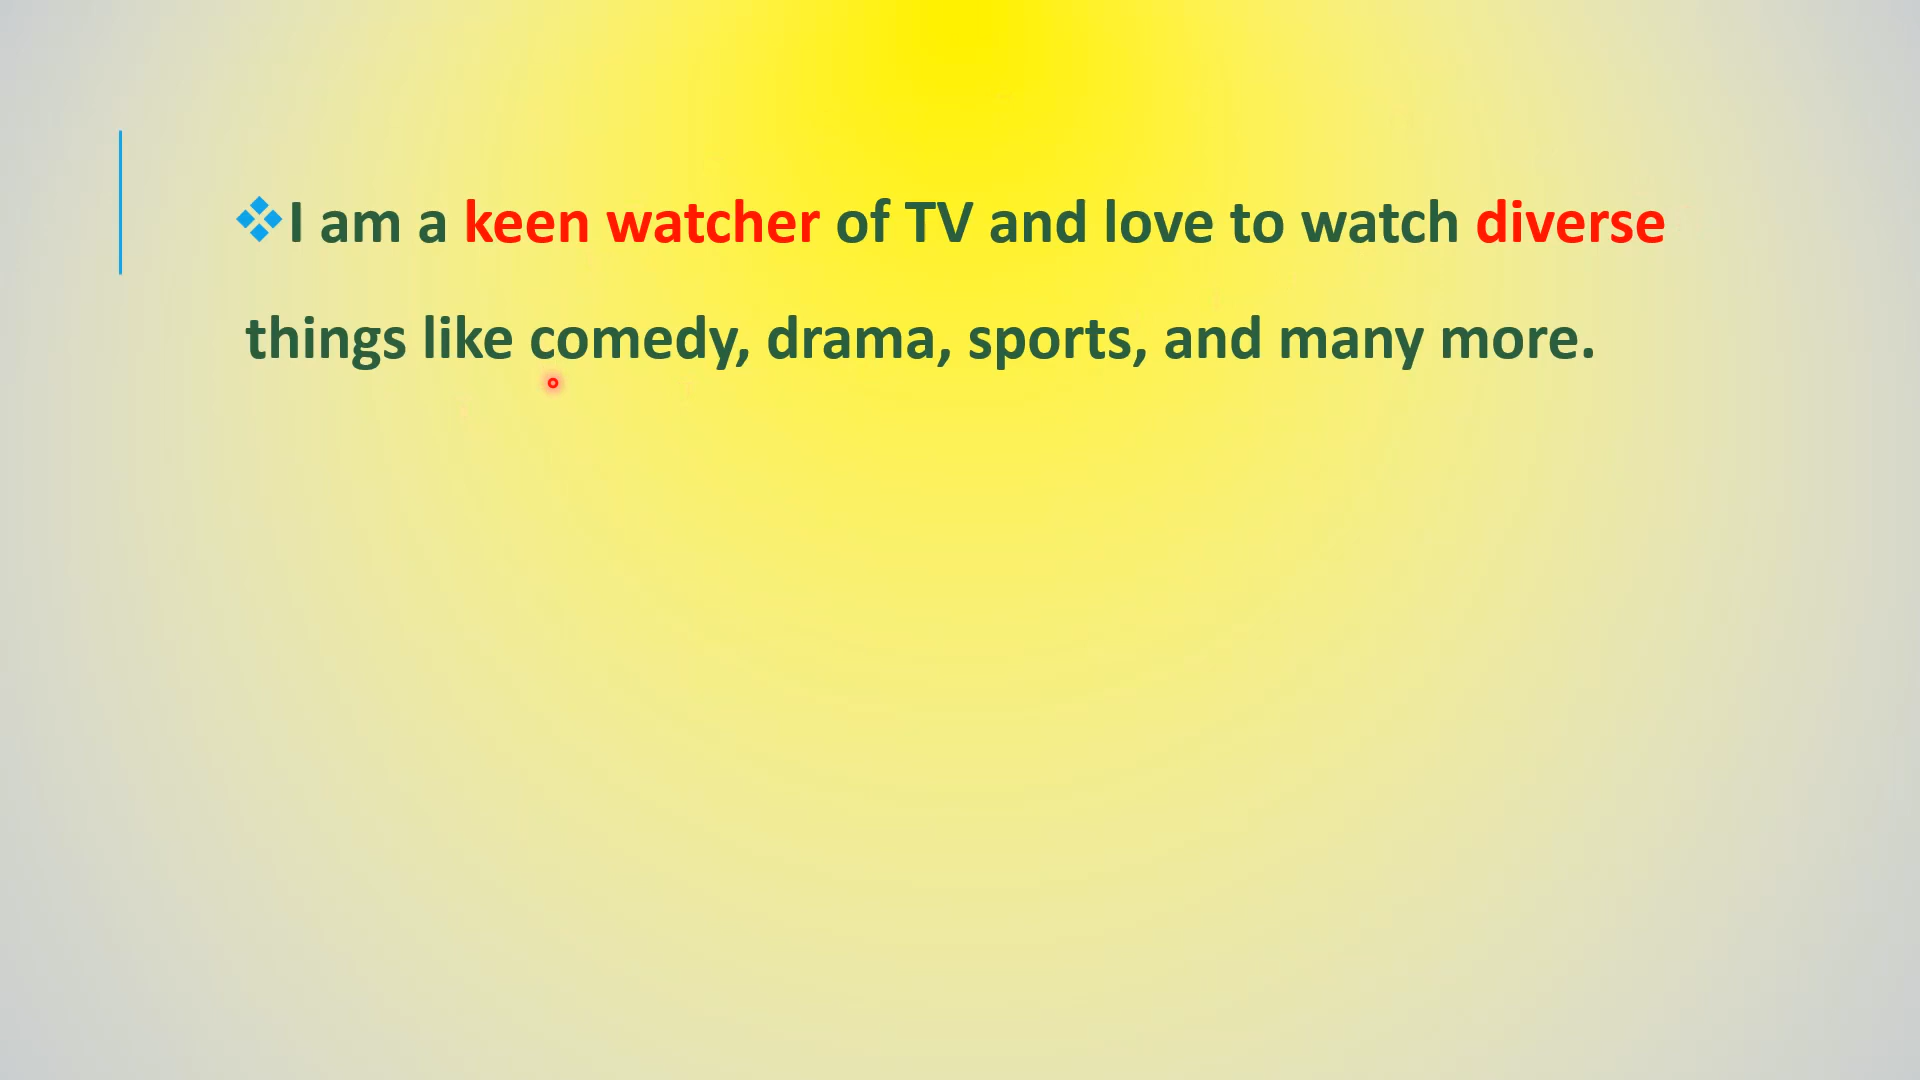 ❖I am a keen watcher of TV and love to watch diverse
things like comedy, drama, sports, and many more.